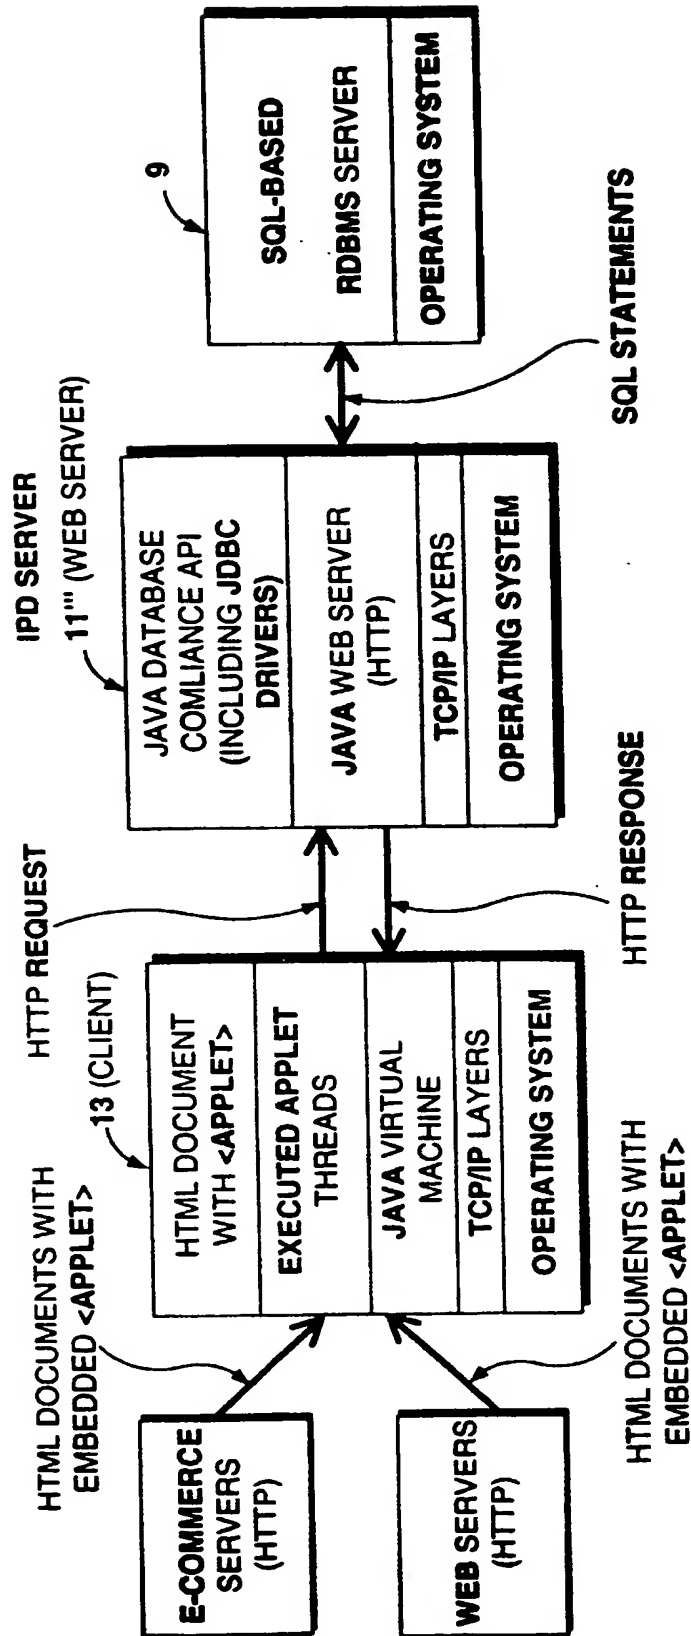 E-COMMERCE
SERVERS
(HTTP)
WEB SERVERS
(HTTP)
HTML DOCUMENTS WITH
EMBEDDED <APPLET>
HTML DOCUMENTS WITH
EMBEDDED <APPLET>
13 (CLIENT)
HTML DOCUMENT
WITH <APPLET>
EXECUTED APPLET
THREADS
JAVA VIRTUAL
MACHINE
TCP/IP LAYERS
OPERATING SYSTEM
HTTP REQUEST
HTTP RESPONSE
IPD SERVER
11''' (WEB SERVER)
JAVA DATABASE
COMLIANCE API
(INCLUDING JDBC
DRIVERS)
JAVA WEB SERVER
(HTTP)
TCP/IP LAYERS
OPERATING SYSTEM
SQL STATEMENTS
9
SQL-BASED
RDBMS SERVER
OPERATING SYSTEM